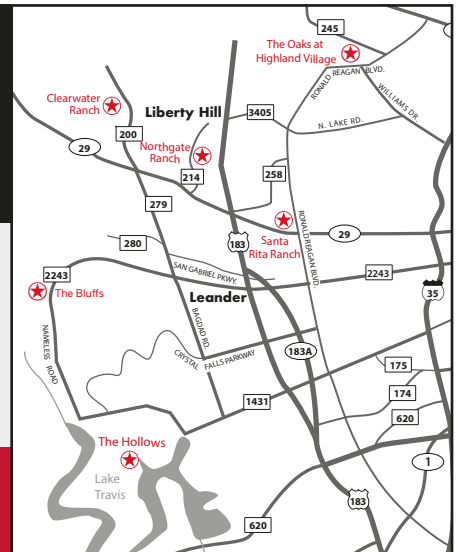 245
The Oaks at
Highland Village
RONALD REAGAN BLVD.
WILLIAMS DR
Clearwater
Ranch
Liberty Hill
3405
N. LAKE RD.
200
29
Northgate
Ranch
214
258
279
RONALD REAGAN BLVD.
280
183
Santa
Rita Ranch
29
SAN GABRIEL PKWY.
2243
2243
The Bluffs
Leander
35
NAMELESS ROAD
BAGDAD RD.
CRYSTAL FALLS PARKWAY
183A
175
174
1431
620
The Hollows
Lake
Travis
1
183
620